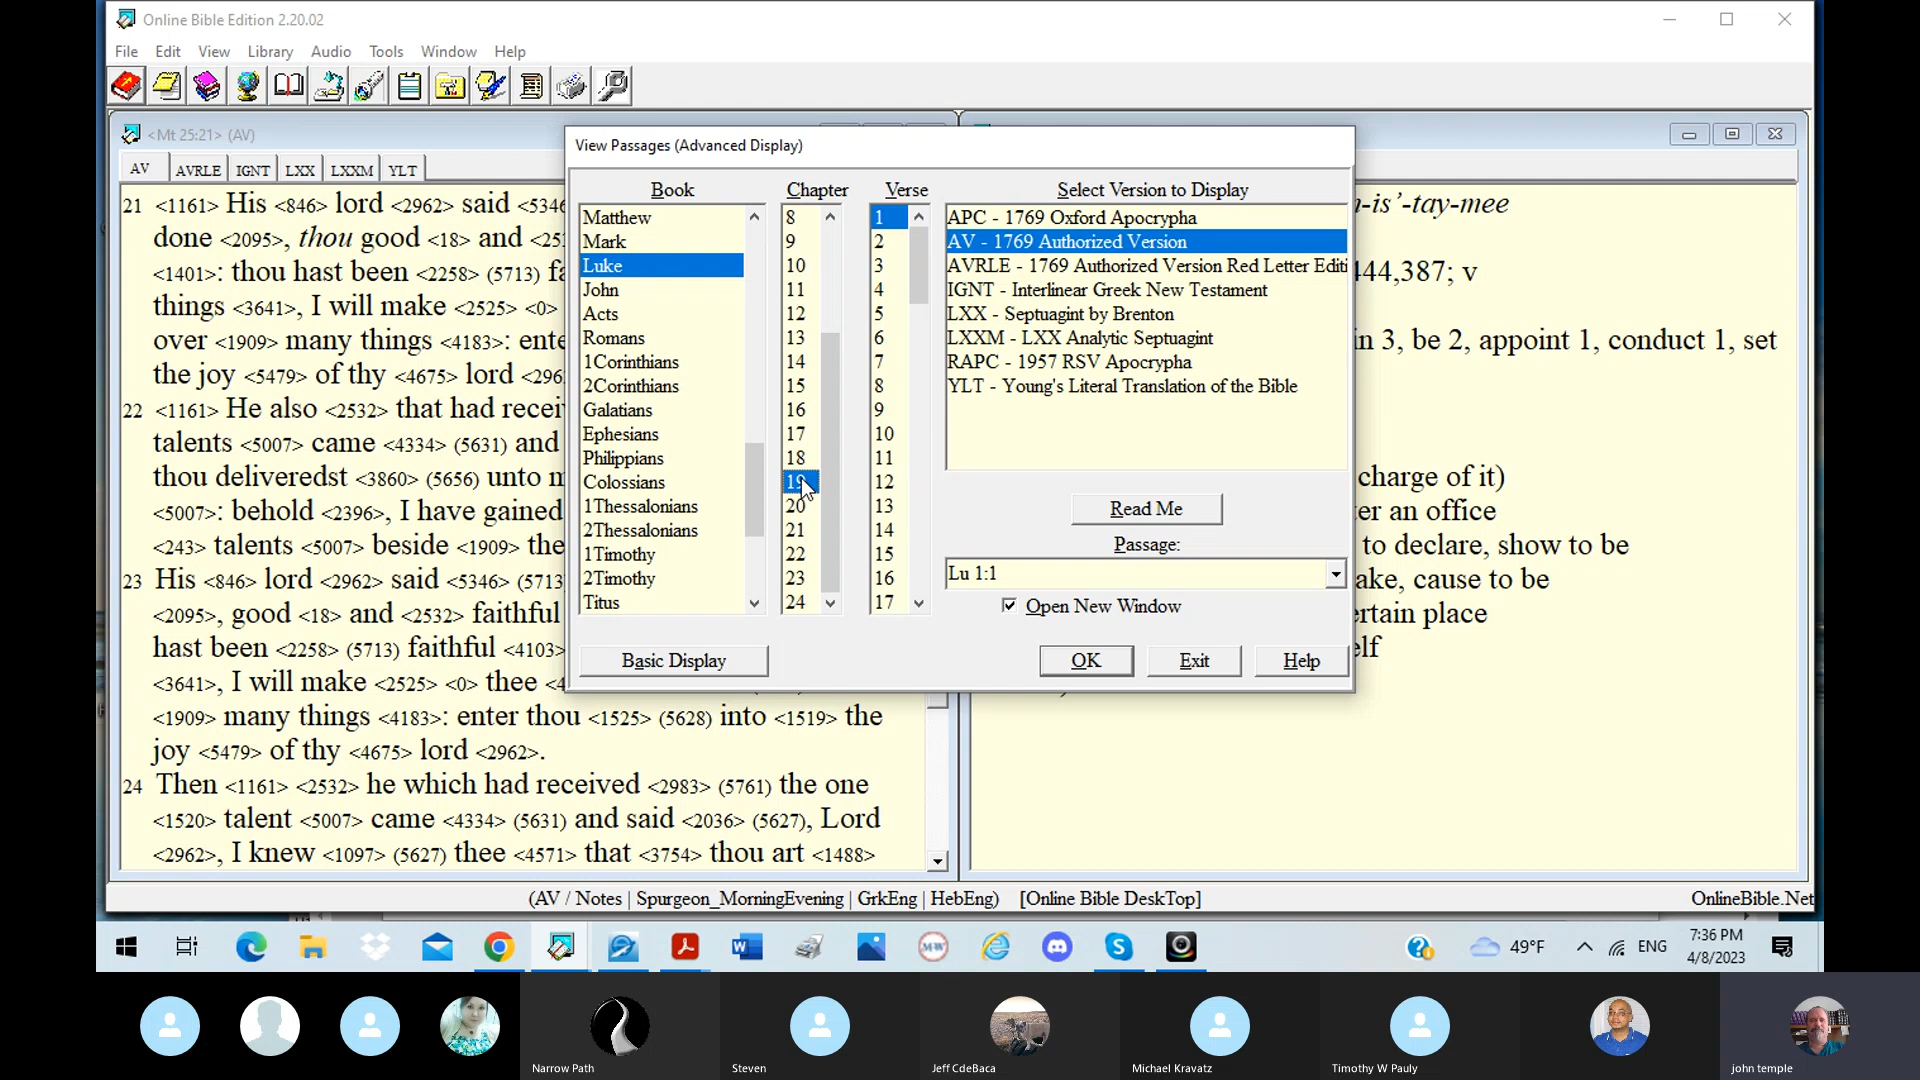 Online Bible Edition 2.20.02
File Edit View Library Audio Tools Window Help
<Mt 25:21> (AV)
AV AVRLE IGNT LXX LXXM YLT
21 <1161> His <846> lord <2962> said <5346
done <2095>, thou good <18> and <25
<1401>: thou hast been <2258> (5713) fa
things <3641>, I will make <2525> <0>
over <1909> many things <4183>: ente
the joy <5479> of thy <4675> lord <296
22 <1161> He also <2532> that had recei
talents <5007> came <4334> (5631) and
thou deliveredst <3860> (5656) unto m
<5007>: behold <2396>, I have gained
<243> talents <5007> beside <1909> the
23 His <846> lord <2962> said <5346> (5713
<2095>, good <18> and <2532> faithful
hast been <2258> (5713) faithful <4103>
<3641>, I will make <2525> <0> thee <4
<1909> many things <4183>: enter thou <1525> (5628) into <1519> the
joy <5479> of thy <4675> lord <2962>.
24 Then <1161> <2532> he which had received <2983> (5761) the one
<1520> talent <5007> came <4334> (5631) and said <2036> (5627), Lord
<2962>, I knew <1097> (5627) thee <4571> that <3754> thou art <1488>
View Passages (Advanced Display)
Book
Matthew
Mark
Luke
John
Acts
Romans
1Corinthians
2Corinthians
Galatians
Ephesians
Philippians
Colossians
1Thessalonians
2Thessalonians
1Timothy
2Timothy
Titus
Chapter
8
9
10
11
12
13
14
15
16
17
18
19
20
21
22
23
24
Verse
1
2
3
4
5
6
7
8
9
10
11
12
13
14
15
16
17
Select Version to Display
APC - 1769 Oxford Apocrypha
AV - 1769 Authorized Version
AVRLE - 1769 Authorized Version Red Letter Editi
IGNT - Interlinear Greek New Testament
LXX - Septuagint by Brenton
LXXM - LXX Analytic Septuagint
RAPC - 1957 RSV Apocrypha
YLT - Young's Literal Translation of the Bible
Read Me
Passage:
Lu 1:1
Open New Window
Basic Display OK Exit Help
-is’-tay-mee
444,387; v
in 3, be 2, appoint 1, conduct 1, set
charge of it)
ter an office
to declare, show to be
ake, cause to be
ertain place
elf
(AV / Notes | Spurgeon_MorningEvening | GrkEng | HebEng) [Online Bible DeskTop] OnlineBible.Net
49°F ENG 7:36 PM
4/8/2023
Narrow Path Steven Jeff CdeBaca Michael Kravatz Timothy W Pauly john temple